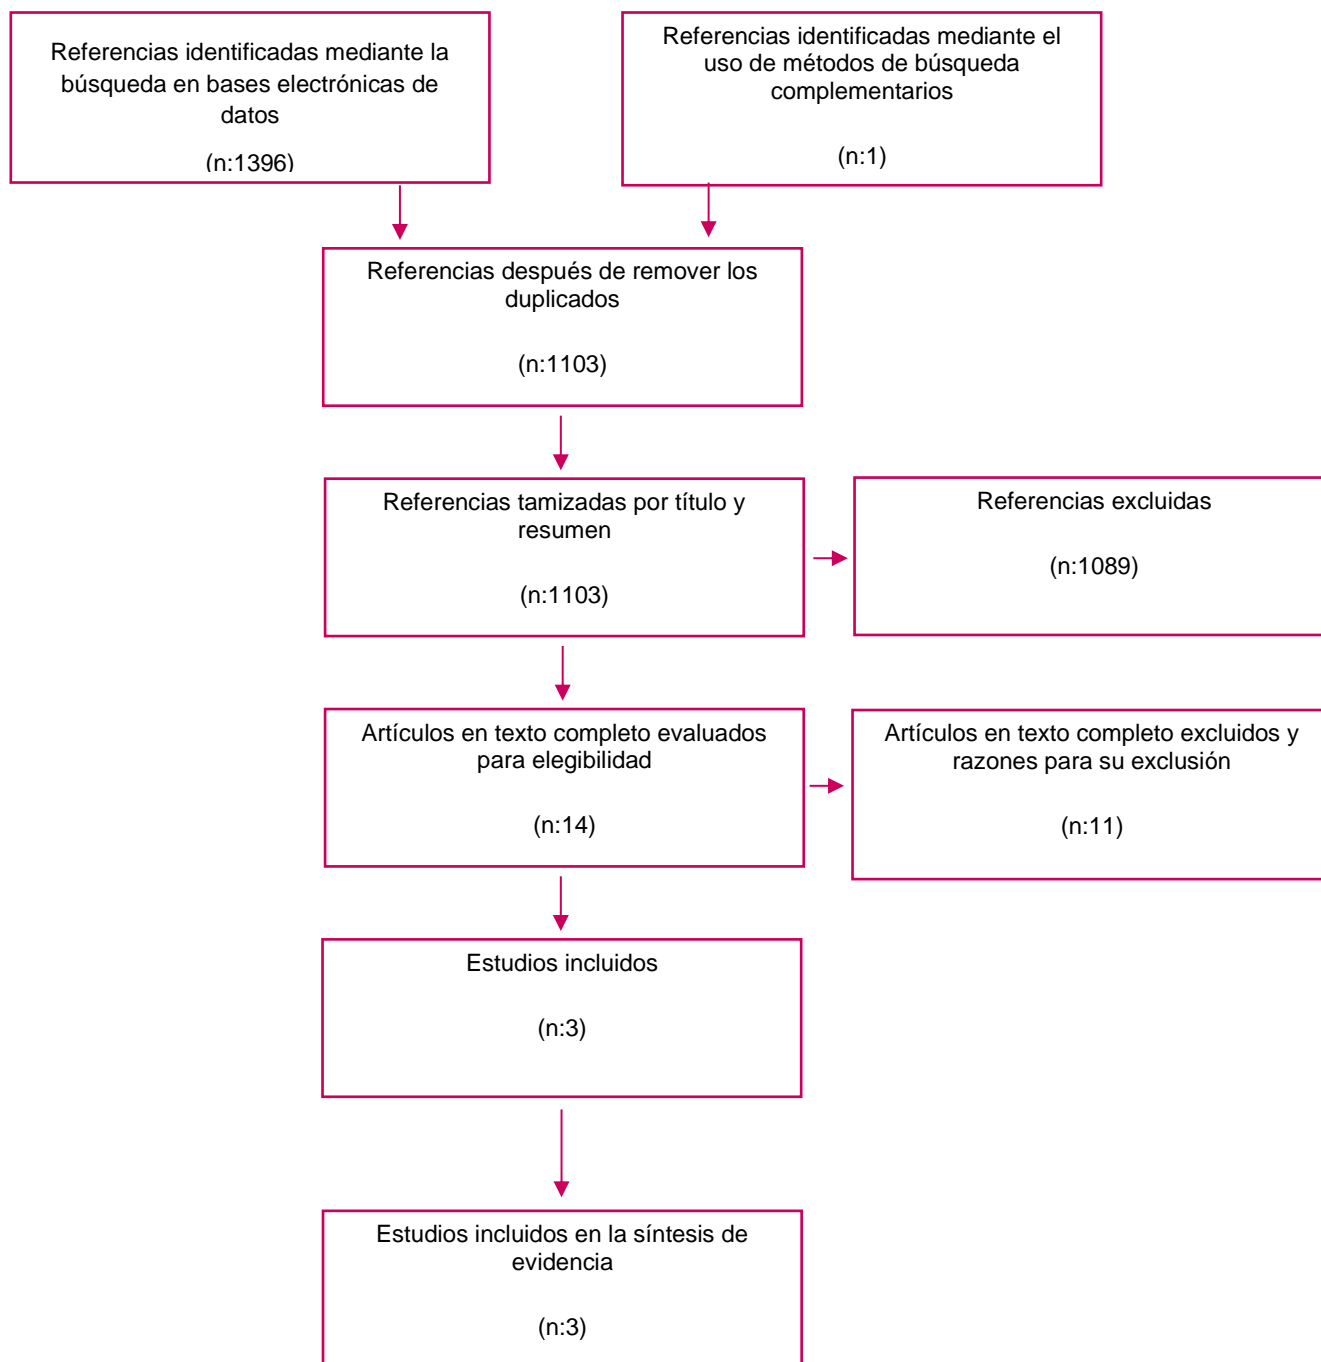 Referencias identificadas mediante la
búsqueda en bases electrónicas de
datos
(n:1396)
Referencias identificadas mediante el
uso de métodos de búsqueda
complementarios
(n:1)
Referencias después de remover los
duplicados
(n:1103)
Referencias tamizadas por título y
resumen
(n:1103)
Referencias excluidas
(n:1089)
Artículos en texto completo evaluados
para elegibilidad
(n:14)
Artículos en texto completo excluidos y
razones para su exclusión
(n:11)
Estudios incluidos
(n:3)
Estudios incluidos en la síntesis de
evidencia
(n:3)